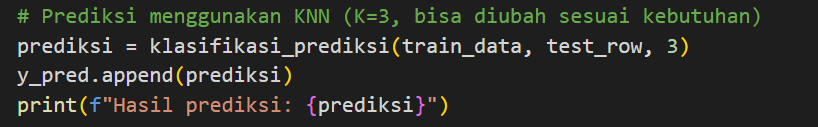 # Prediksi menggunakan KNN (K=3, bisa diubah sesuai kebutuhan)
prediksi = klasifikasi_prediksi(train_data, test_row, 3)
y_pred.append(prediksi)
print(f"Hasil prediksi: {prediksi}")